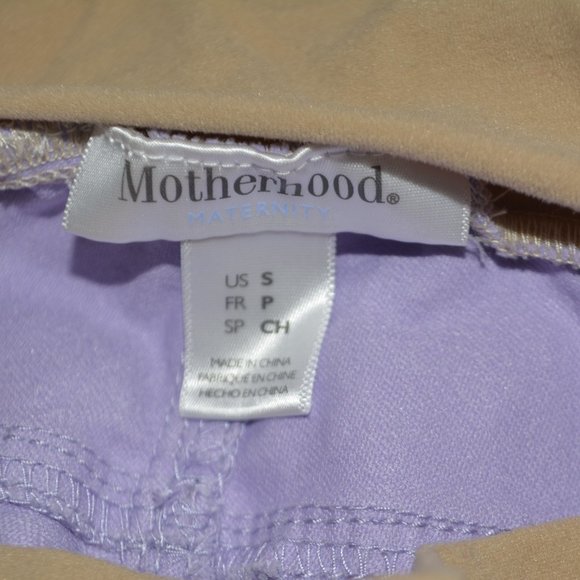 Motherhood®
MATERNITY
US S
FR P
SP CH
MADE IN CHINA
FABRIQUE EN CHINE
HECHO EN CHINA